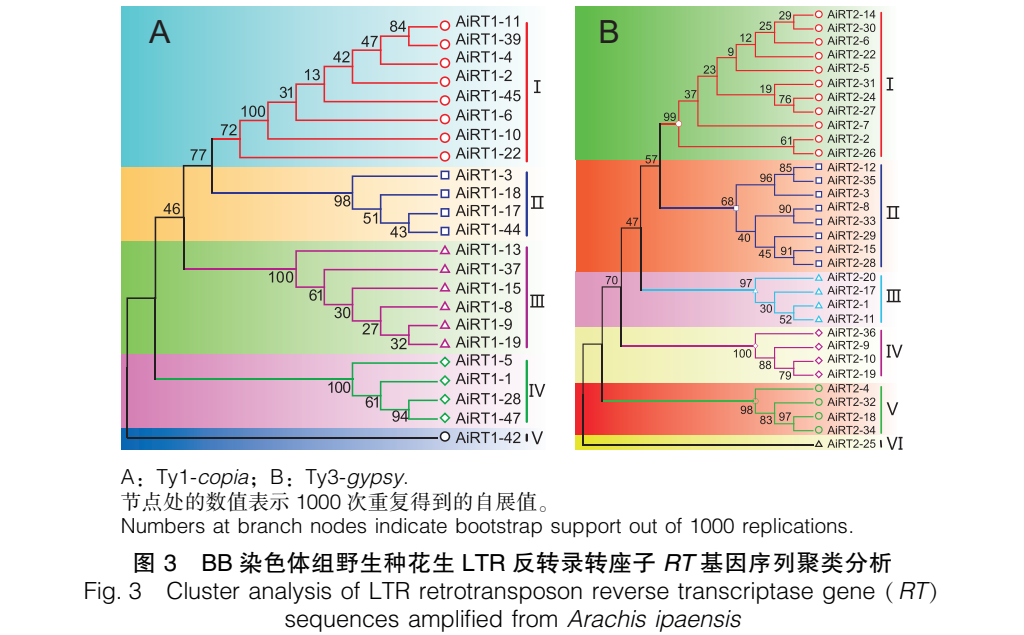 A
84
AiRT1-11
47
AiRT1-39
42
AiRT1-4
13
AiRT1-2
31
AiRT1-45
I
100
AiRT1-6
72
AiRT1-10
77
AiRT1-22
AiRT1-3
98
AiRT1-18
II
51
AiRT1-17
43
AiRT1-44
46
AiRT1-13
100
AiRT1-37
61
AiRT1-15
III
30
AiRT1-8
27
AiRT1-9
32
AiRT1-19
AiRT1-5
100
AiRT1-1
IV
61
AiRT1-28
94
AiRT1-47
AiRT1-42
V
B
29
AiRT2-14
25
AiRT2-30
12
AiRT2-6
9
AiRT2-22
23
AiRT2-5
37
AiRT2-31
I
19
AiRT2-24
76
AiRT2-27
99
AiRT2-7
61
AiRT2-2
AiRT2-26
57
85
AiRT2-12
96
AiRT2-35
AiRT2-3
68
90
AiRT2-8
II
AiRT2-33
40
AiRT2-29
45
91
AiRT2-15
AiRT2-28
47
97
AiRT2-20
AiRT2-17
III
30
AiRT2-1
52
AiRT2-11
70
AiRT2-36
100
AiRT2-9
IV
88
AiRT2-10
79
AiRT2-19
AiRT2-4
98
AiRT2-32
V
83
97
AiRT2-18
AiRT2-34
AiRT2-25
VI
A：Ty1-copia；B：Ty3-gypsy.
节点处的数值表示 1000 次重复得到的自展值。
Numbers at branch nodes indicate bootstrap support out of 1000 replications.
图 3 BB 染色体组野生种花生 LTR 反转录转座子 RT 基因序列聚类分析
Fig. 3 Cluster analysis of LTR retrotransposon reverse transcriptase gene (RT)
sequences amplified from Arachis ipaensis